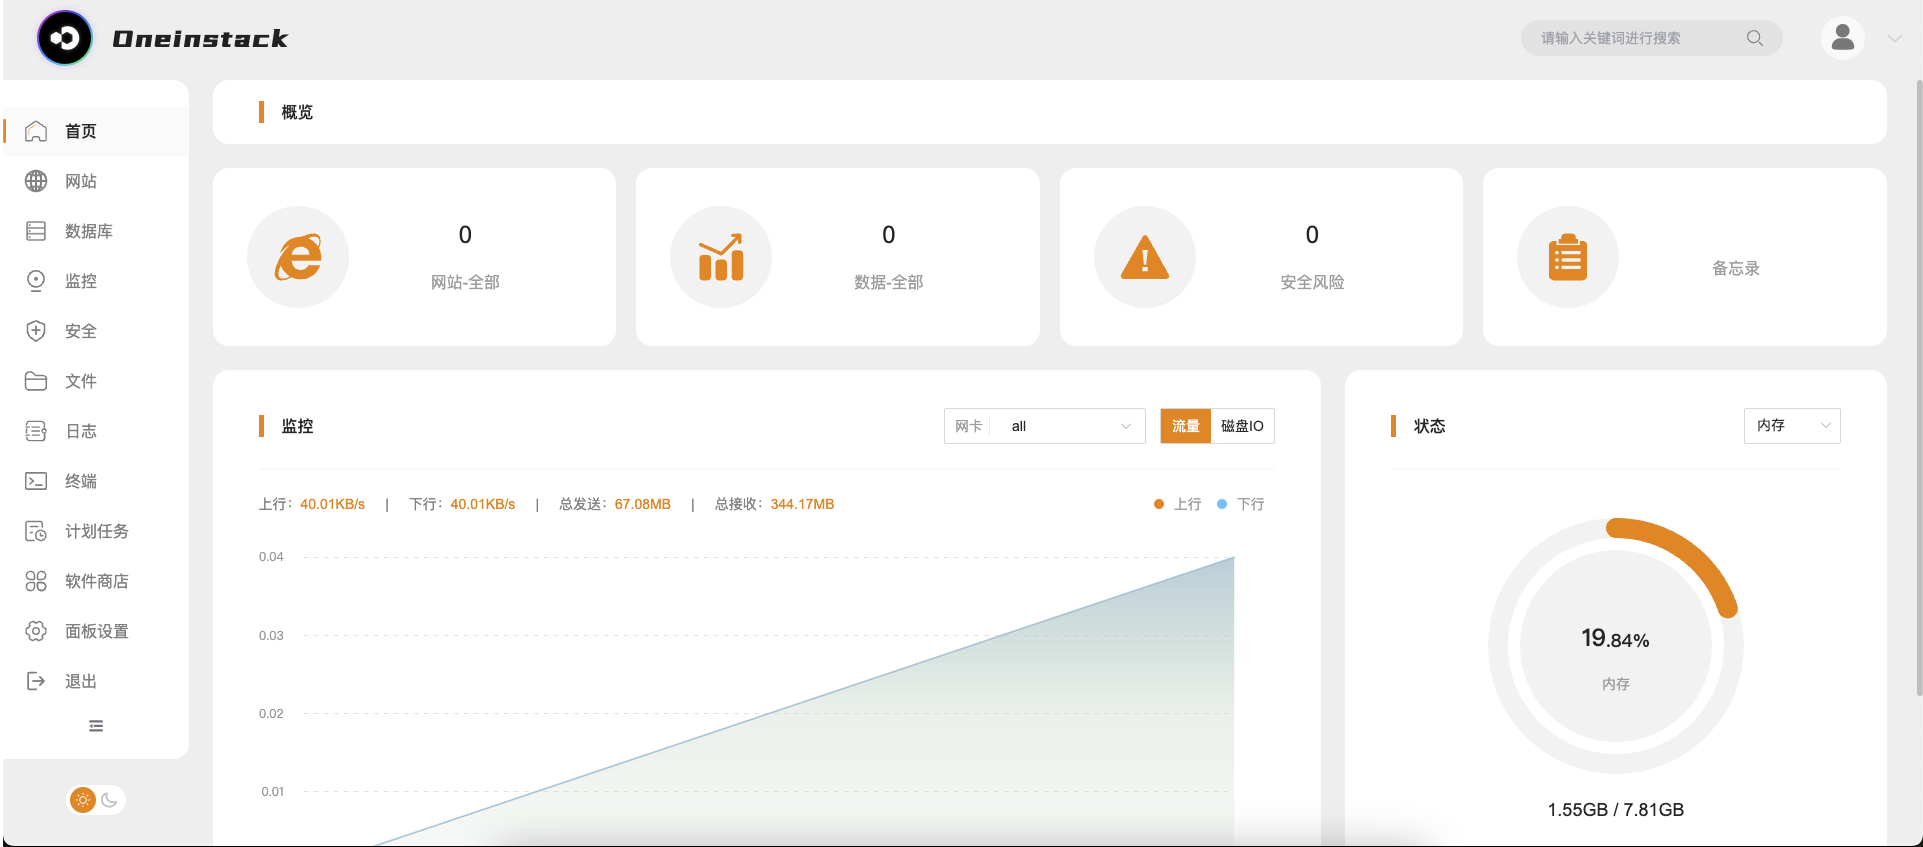 Oneinstack
请输入关键词进行搜索
首页
网站
数据库
监控
安全
文件
日志
终端
计划任务
软件商店
面板设置
退出
概览
0
网站-全部
0
数据-全部
0
安全风险
备忘录
监控
网卡 all
流量 磁盘IO
上行: 40.01KB/s | 下行: 40.01KB/s | 总发送: 67.08MB | 总接收: 344.17MB
上行 下行
0.04
0.03
0.02
0.01
状态
内存
19.84%
内存
1.55GB / 7.81GB